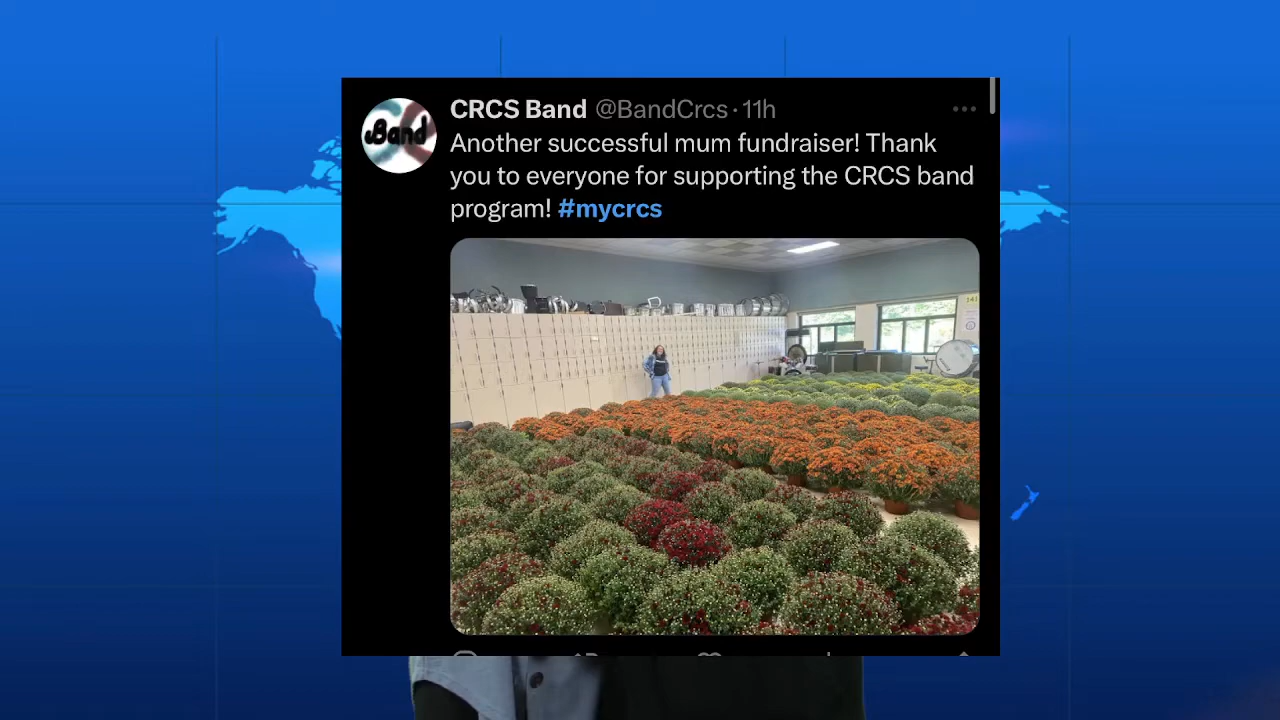 Band
CRCS Band @BandCrcs · 11h
Another successful mum fundraiser! Thank
you to everyone for supporting the CRCS band
program! #mycrcs
141